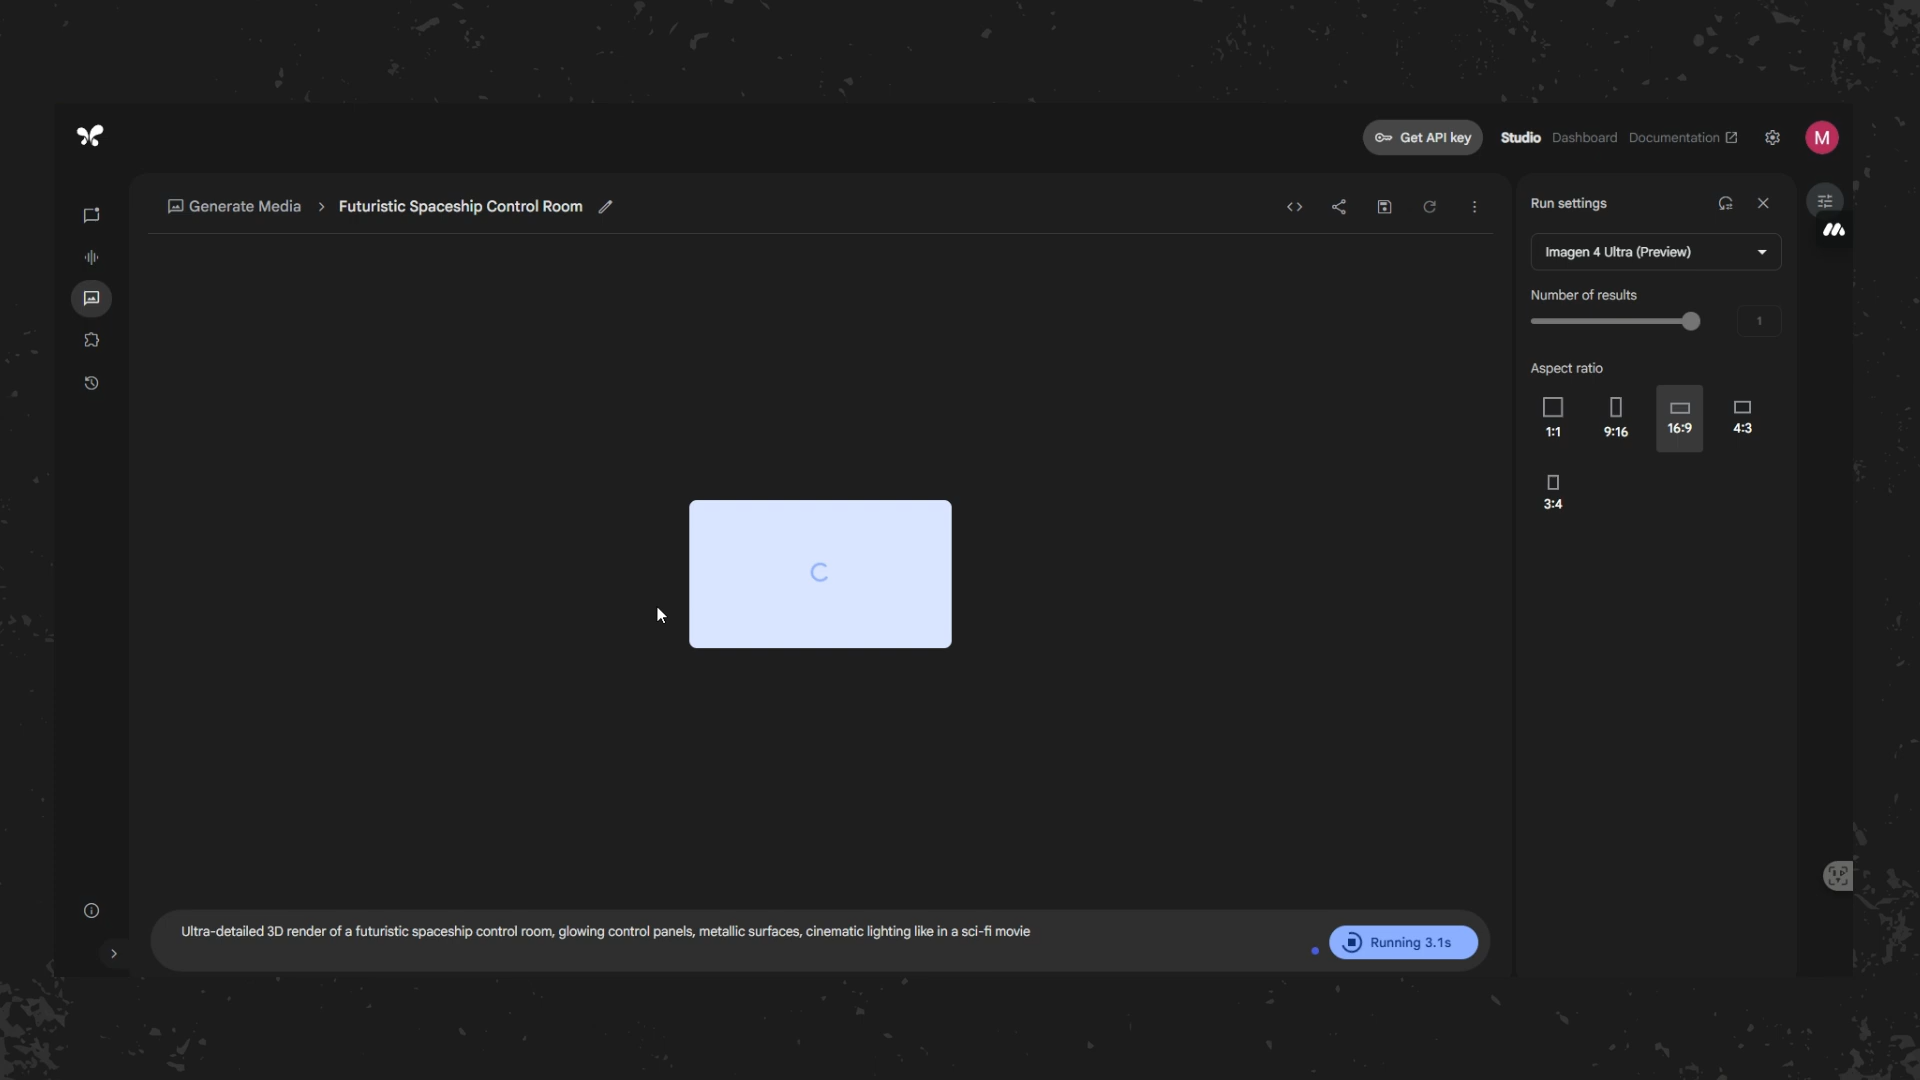 Get API key
Studio Dashboard Documentation
M
Generate Media > Futuristic Spaceship Control Room
Run settings
Imagen 4 Ultra (Preview)
Number of results
1
Aspect ratio
1:1 9:16 16:9 4:3
3:4
Ultra-detailed 3D render of a futuristic spaceship control room, glowing control panels, metallic surfaces, cinematic lighting like in a sci-fi movie
Running 3.1s